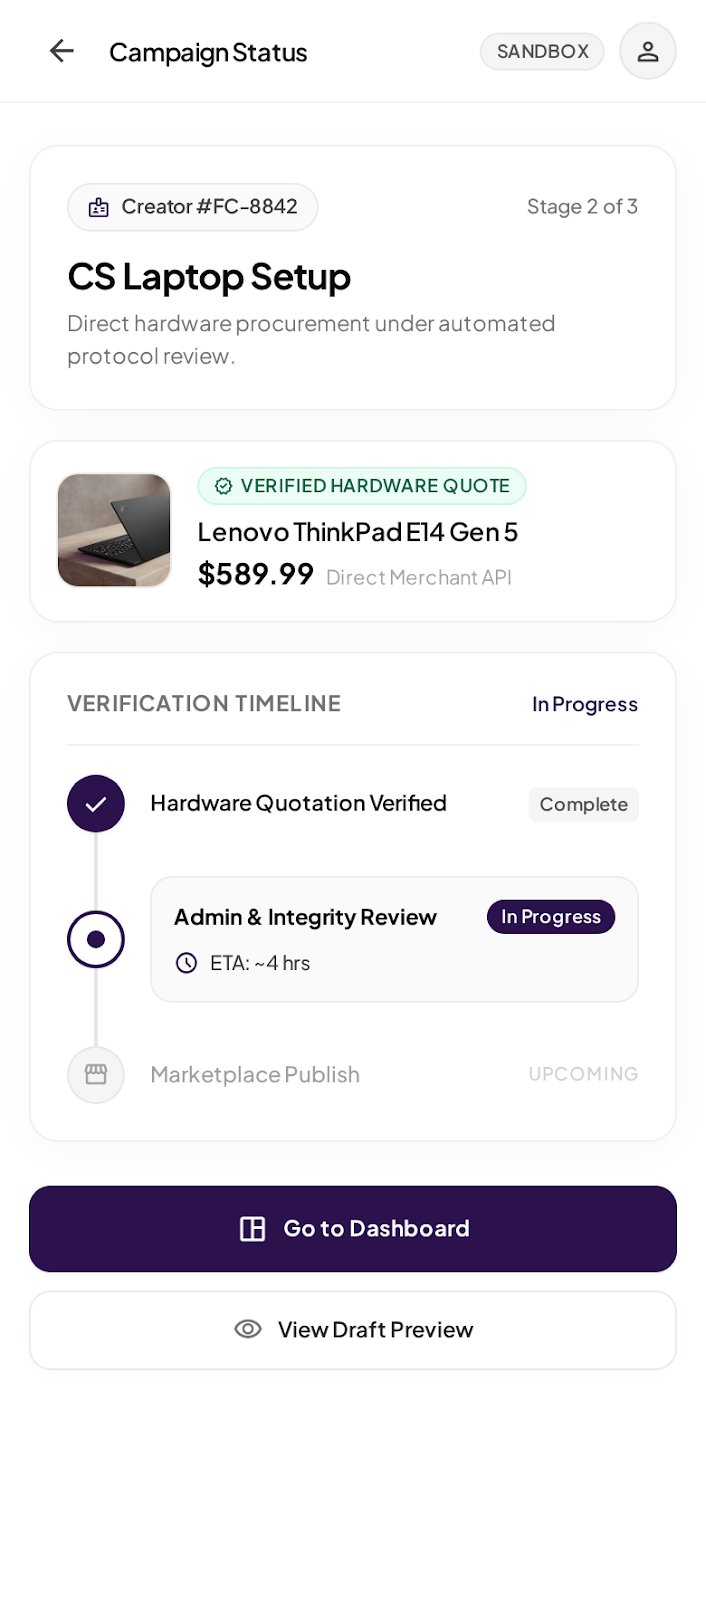 Campaign Status
SANDBOX
Creator #FC-8842
Stage 2 of 3
CS Laptop Setup
Direct hardware procurement under automated
protocol review.
VERIFIED HARDWARE QUOTE
Lenovo ThinkPad E14 Gen 5
$589.99 Direct Merchant API
VERIFICATION TIMELINE
In Progress
Hardware Quotation Verified
Complete
Admin & Integrity Review
In Progress
ETA: ~4 hrs
Marketplace Publish
UPCOMING
Go to Dashboard
View Draft Preview